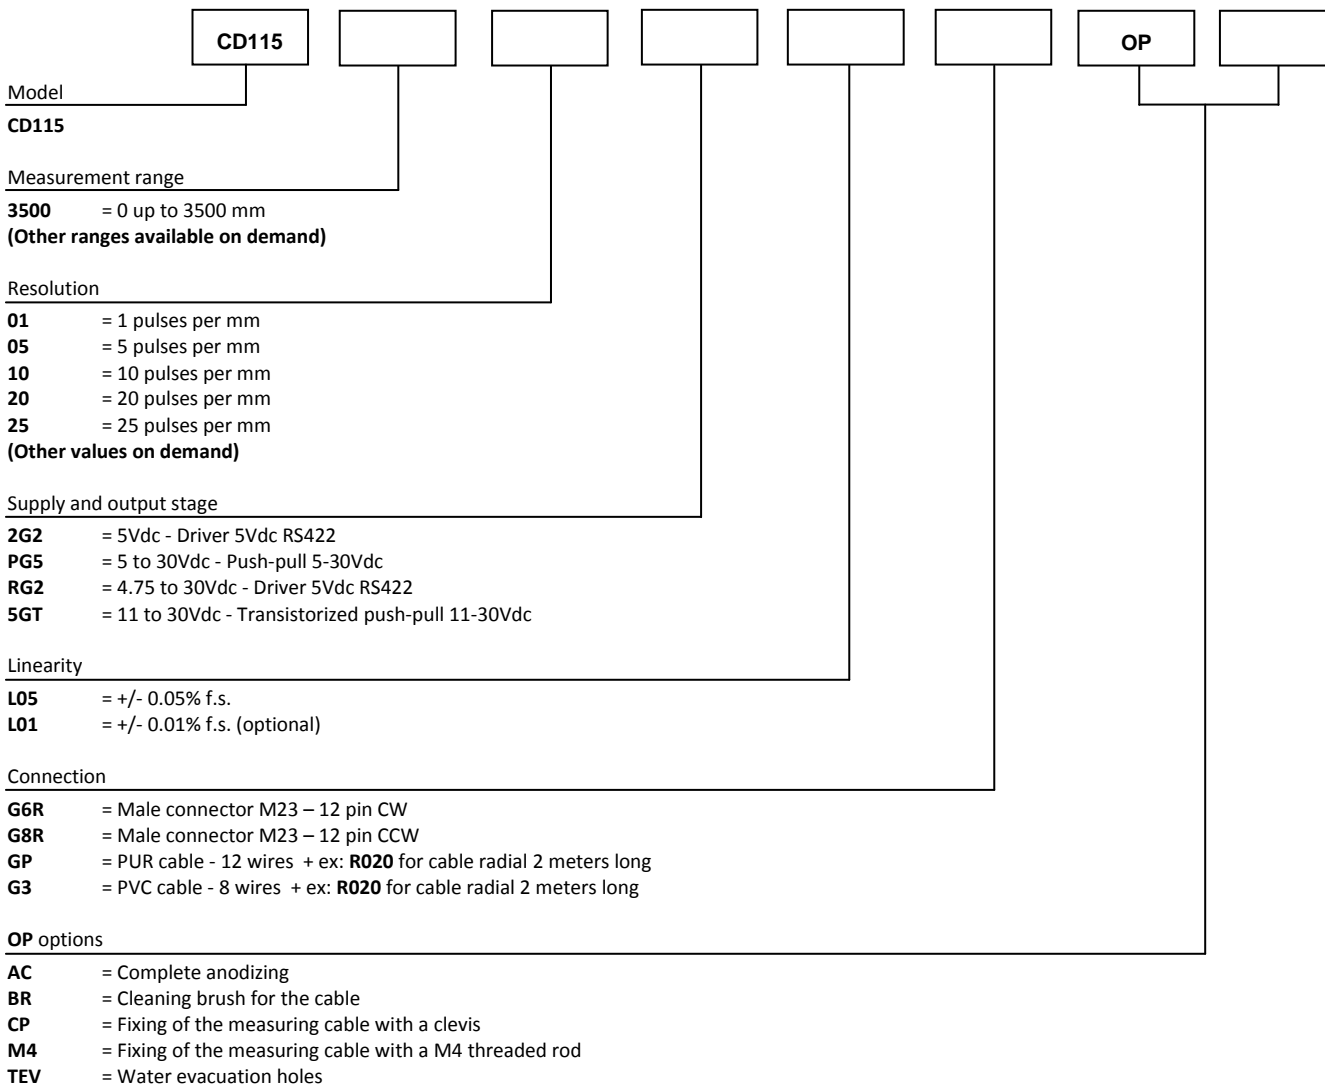 CD115 OP
Model
CD115
Measurement range
3500 = 0 up to 3500 mm
(Other ranges available on demand)
Resolution
01 = 1 pulses per mm
05 = 5 pulses per mm
10 = 10 pulses per mm
20 = 20 pulses per mm
25 = 25 pulses per mm
(Other values on demand)
Supply and output stage
2G2 = 5Vdc - Driver 5Vdc RS422
PG5 = 5 to 30Vdc - Push-pull 5-30Vdc
RG2 = 4.75 to 30Vdc - Driver 5Vdc RS422
5GT = 11 to 30Vdc - Transistorized push-pull 11-30Vdc
Linearity
L05 = +/- 0.05% f.s.
L01 = +/- 0.01% f.s. (optional)
Connection
G6R = Male connector M23 – 12 pin CW
G8R = Male connector M23 – 12 pin CCW
GP = PUR cable - 12 wires + ex: R020 for cable radial 2 meters long
G3 = PVC cable - 8 wires + ex: R020 for cable radial 2 meters long
OP options
AC = Complete anodizing
BR = Cleaning brush for the cable
CP = Fixing of the measuring cable with a clevis
M4 = Fixing of the measuring cable with a M4 threaded rod
TEV = Water evacuation holes